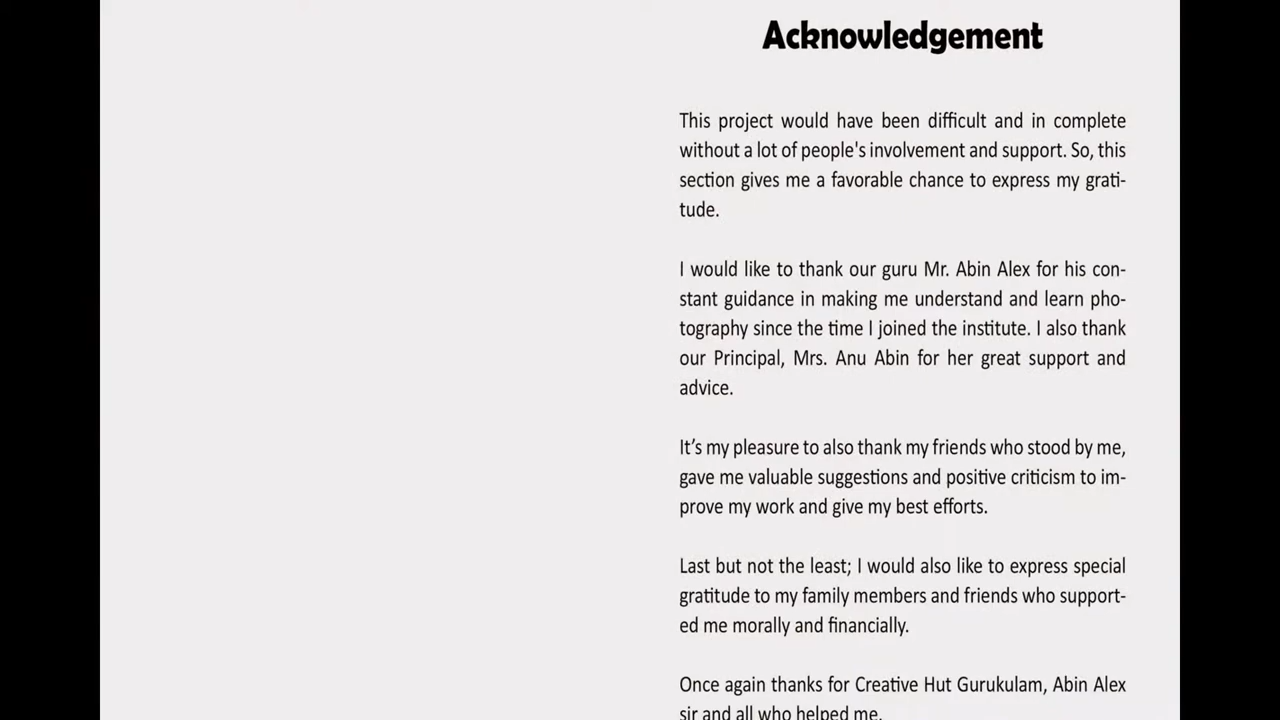 Acknowledgement
This project would have been difficult and in complete
without a lot of people's involvement and support. So, this
section gives me a favorable chance to express my grati-
tude.
I would like to thank our guru Mr. Abin Alex for his con-
stant guidance in making me understand and learn pho-
tography since the time I joined the institute. I also thank
our Principal, Mrs. Anu Abin for her great support and
advice.
It’s my pleasure to also thank my friends who stood by me,
gave me valuable suggestions and positive criticism to im-
prove my work and give my best efforts.
Last but not the least; I would also like to express special
gratitude to my family members and friends who support-
ed me morally and financially.
Once again thanks for Creative Hut Gurukulam, Abin Alex
sir and all who helped me.